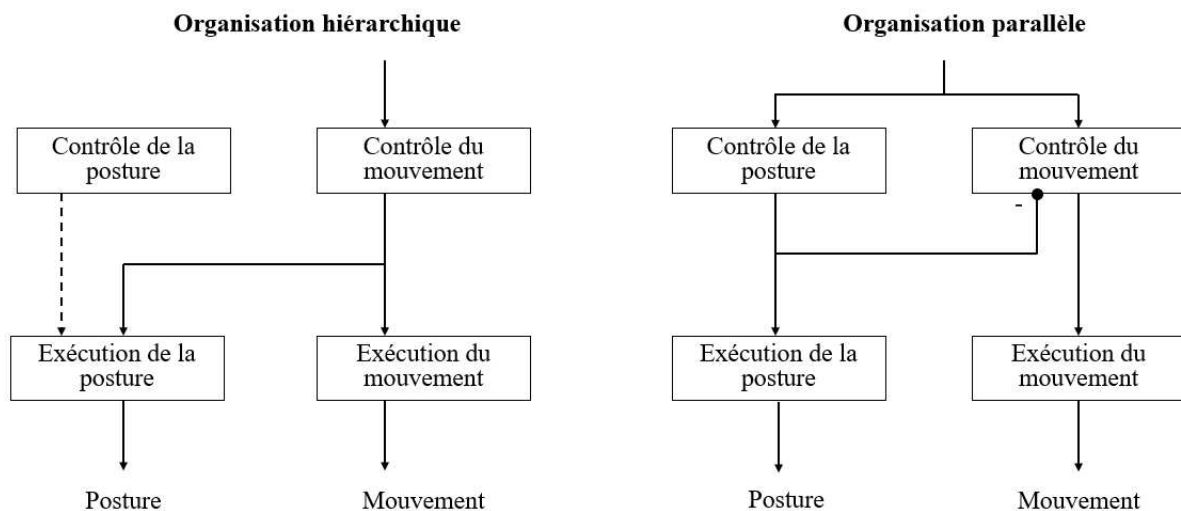 Organisation hiérarchique
Contrôle de la
posture
Contrôle du
mouvement
Exécution de la
posture
Exécution du
mouvement
Posture
Mouvement
Organisation parallèle
Contrôle de la
posture
Contrôle du
mouvement
-
Exécution de la
posture
Exécution du
mouvement
Posture
Mouvement